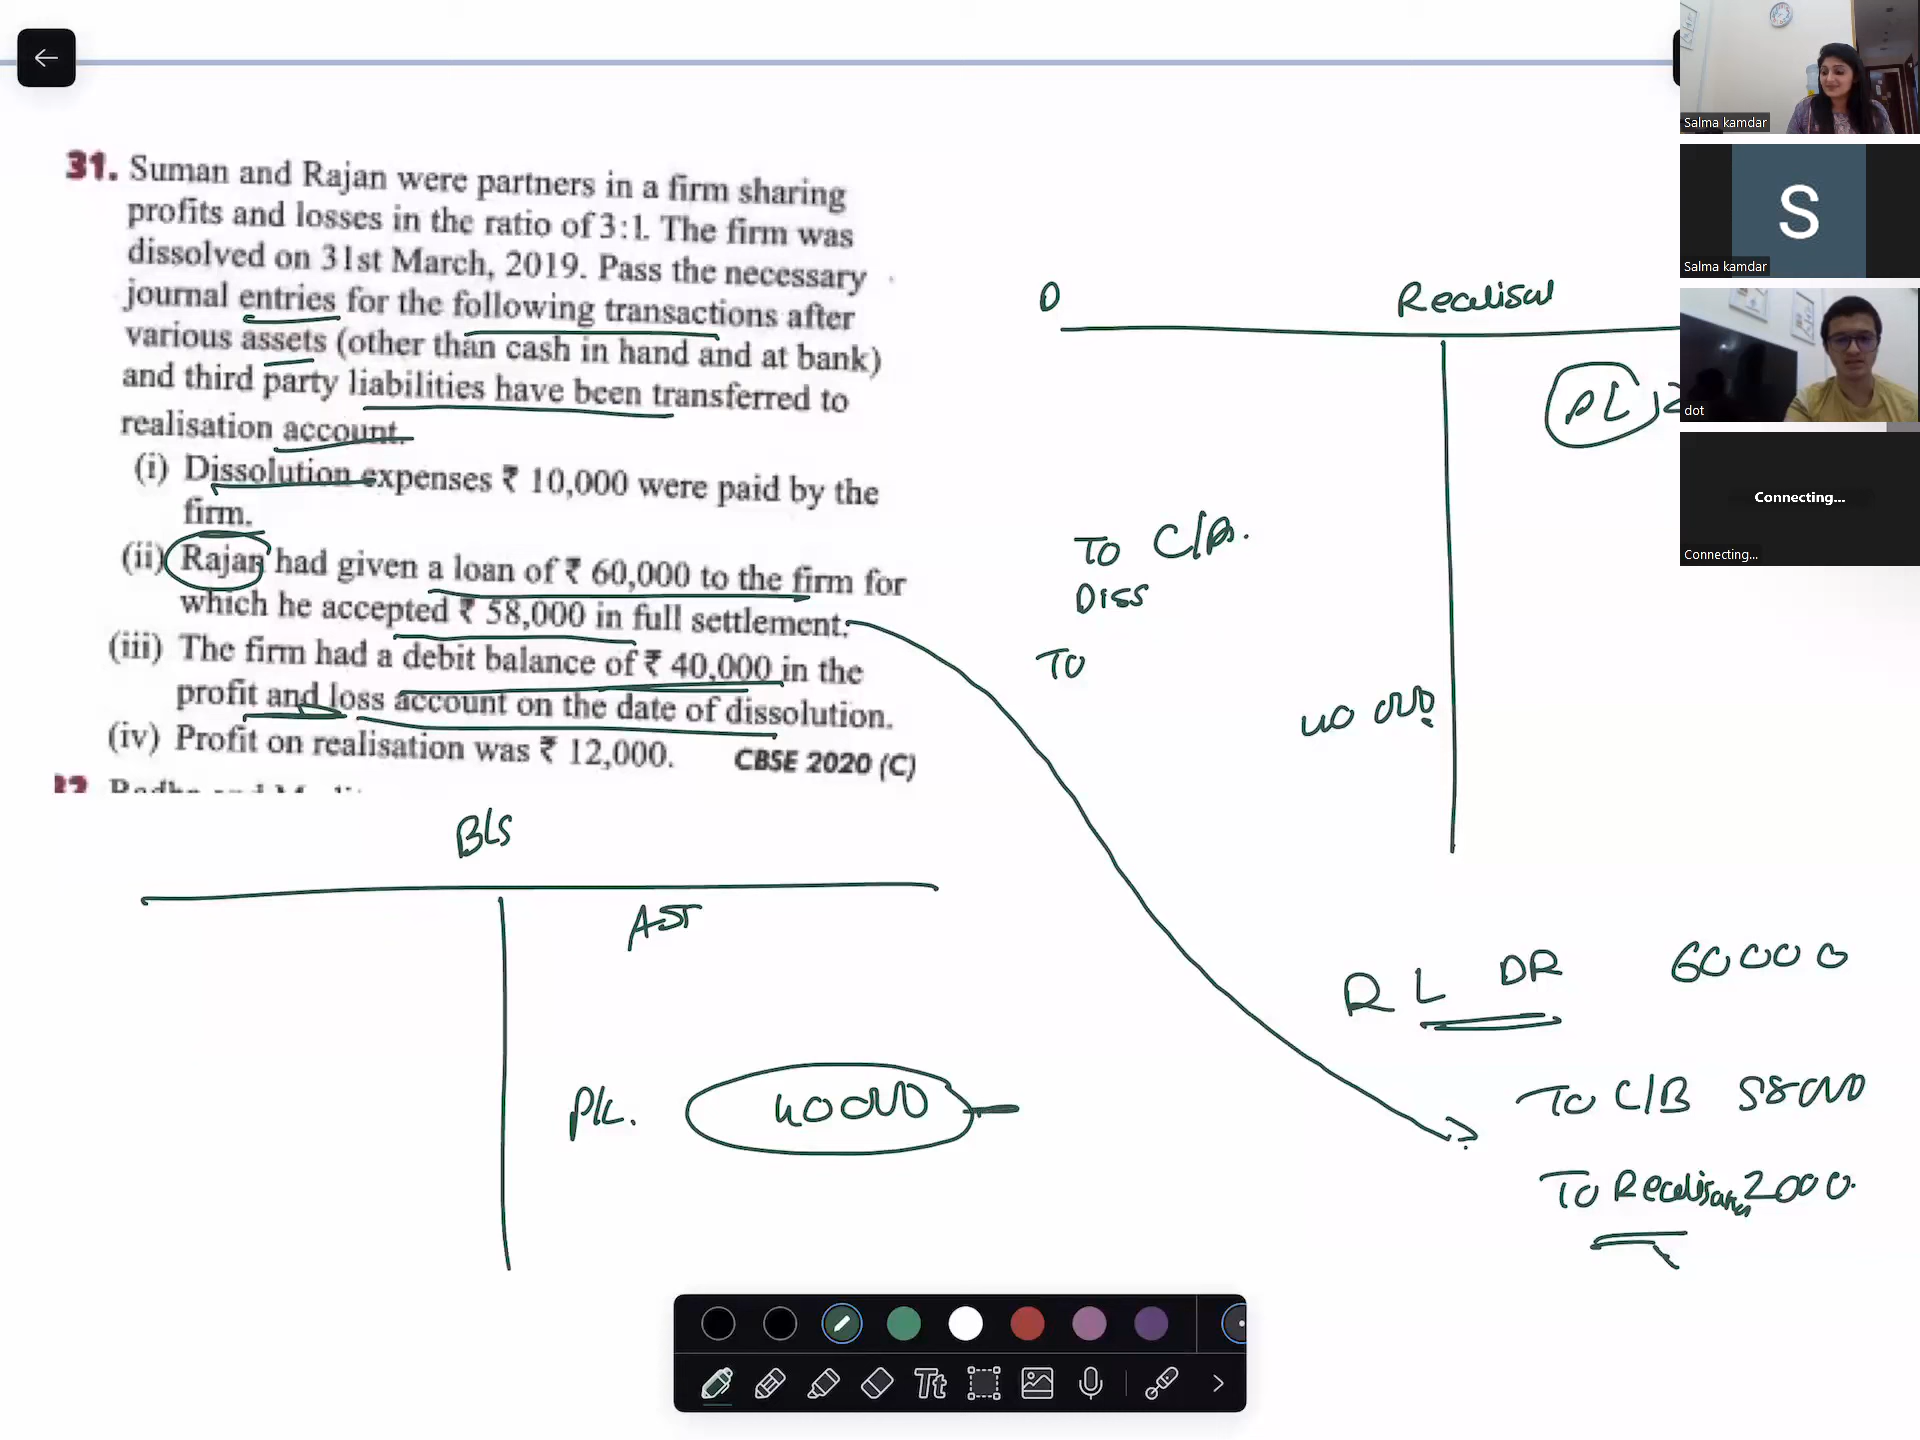 31. Suman and Rajan were partners in a firm sharing
profits and losses in the ratio of 3:1. The firm was
dissolved on 31st March, 2019. Pass the necessary
journal entries for the following transactions after
various assets (other than cash in hand and at bank)
and third party liabilities have been transferred to
realisation account.
(i) Dissolution expenses ₹ 10,000 were paid by the
firm.
(ii) Rajan had given a loan of ₹ 60,000 to the firm for
which he accepted ₹ 58,000 in full settlement.
(iii) The firm had a debit balance of ₹ 40,000 in the
profit and loss account on the date of dissolution.
(iv) Profit on realisation was ₹ 12,000. CBSE 2020 (C)
BLS
AST
PL. 40000
D
PL
TO C/B.
DISS
TO
40 000
R L DR 60000
To C/B 58000
To 2000.
Salma kamdar
S
Salma kamdar
dot
Connecting...
Connecting...
Tt